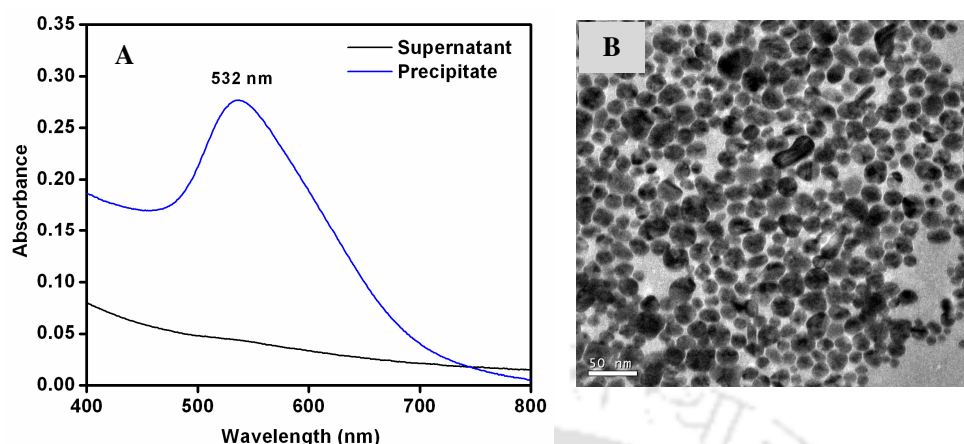 A
532 nm
Supernatant
Precipitate
0.35
0.30
0.25
0.20
0.15
0.10
0.05
0.00
Absorbance
400
500
600
700
800
Wavelength (nm)
B
50 nm